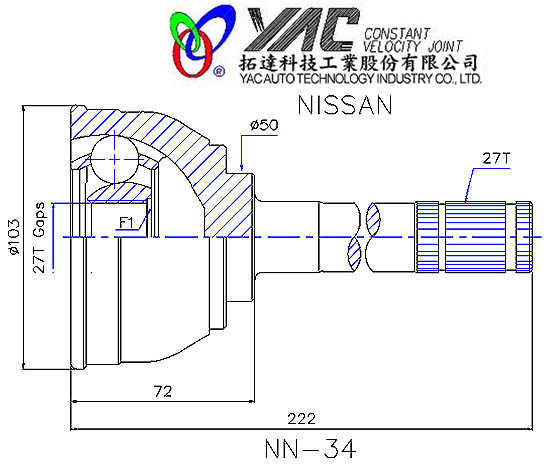 YAC CONSTANT
VELOCITY JOINT
拓達科技工業股份有限公司
® YAC AUTO TECHNOLOGY INDUSTRY CO., LTD.
NISSAN
ø50
27T
ø103
27T Gaps
F1
72
222
NN-34